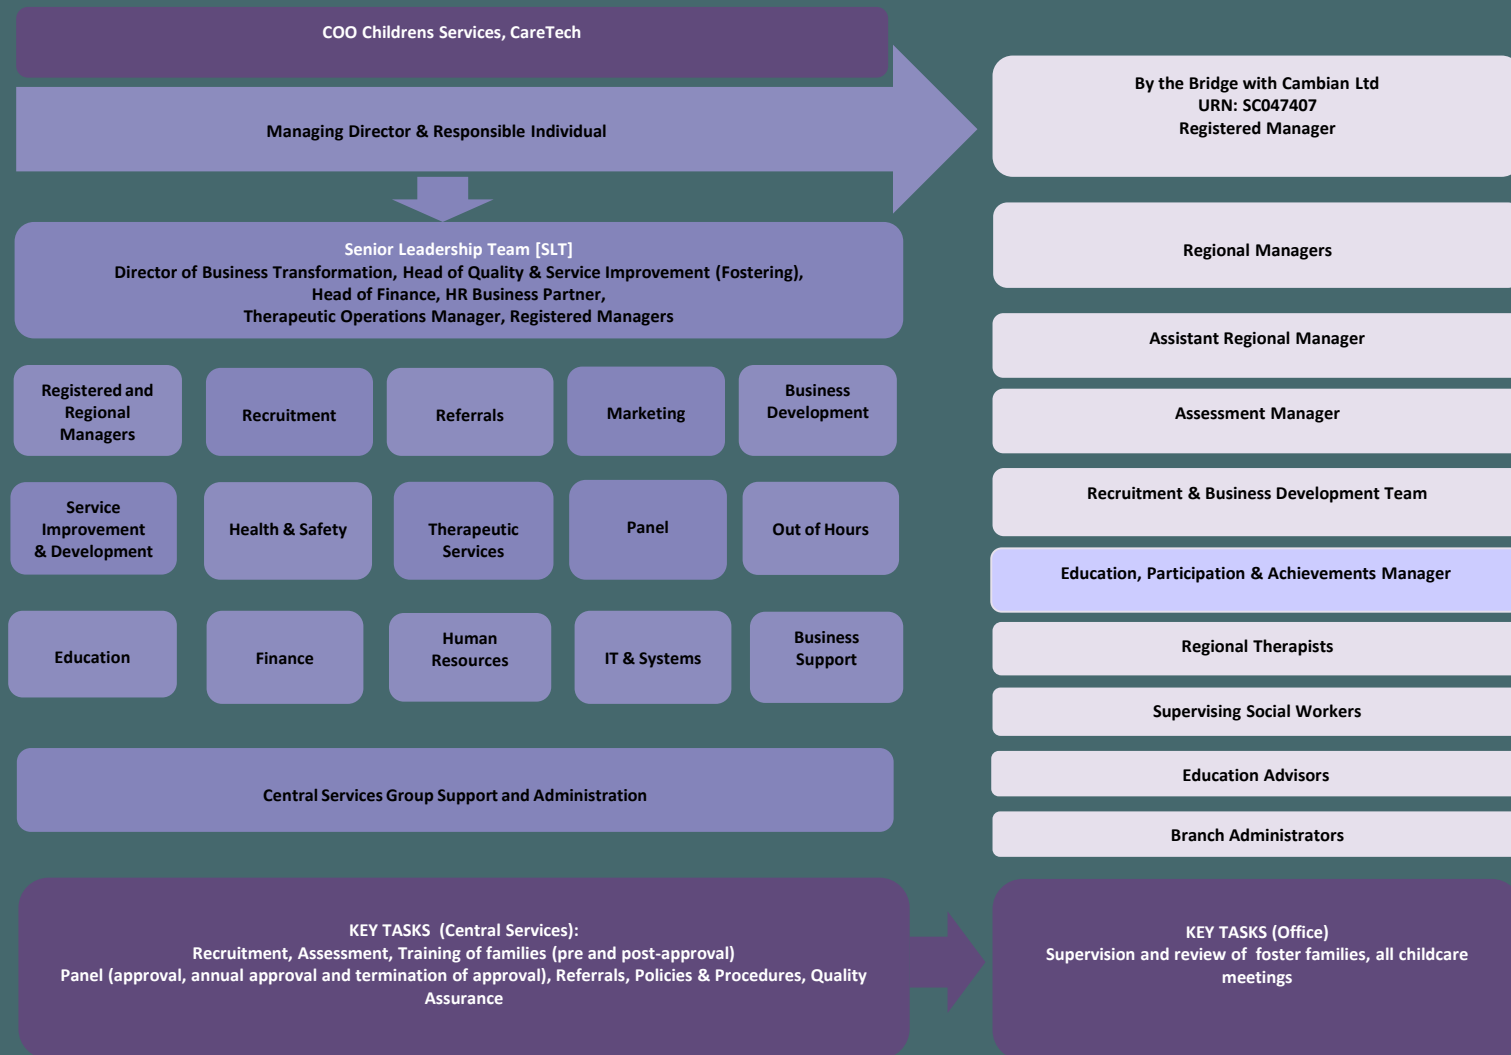 COO Childrens Services, CareTech
Managing Director & Responsible Individual
Senior Leadership Team [SLT]
Director of Business Transformation, Head of Quality & Service Improvement (Fostering),
Head of Finance, HR Business Partner,
Therapeutic Operations Manager, Registered Managers
Registered and
Regional
Managers
Recruitment
Referrals
Marketing
Business
Development
Service
Improvement
& Development
Health & Safety
Therapeutic
Services
Panel
Out of Hours
Education
Finance
Human
Resources
IT & Systems
Business
Support
Central Services Group Support and Administration
KEY TASKS (Central Services):
Recruitment, Assessment, Training of families (pre and post-approval)
Panel (approval, annual approval and termination of approval), Referrals, Policies & Procedures, Quality
Assurance
By the Bridge with Cambian Ltd
URN: SC047407
Registered Manager
Regional Managers
Assistant Regional Manager
Assessment Manager
Recruitment & Business Development Team
Education, Participation & Achievements Manager
Regional Therapists
Supervising Social Workers
Education Advisors
Branch Administrators
KEY TASKS (Office)
Supervision and review of foster families, all childcare
meetings